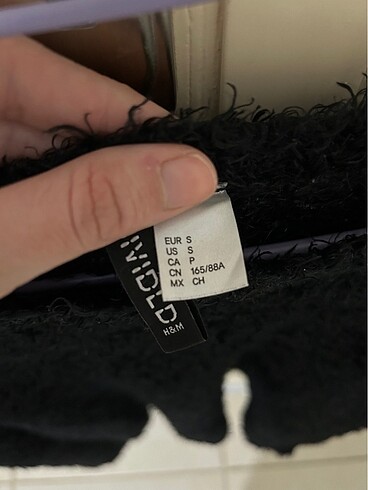 EUR S
US S
CA P
CN 165/88A
MX CH
DIVIDED
H&M